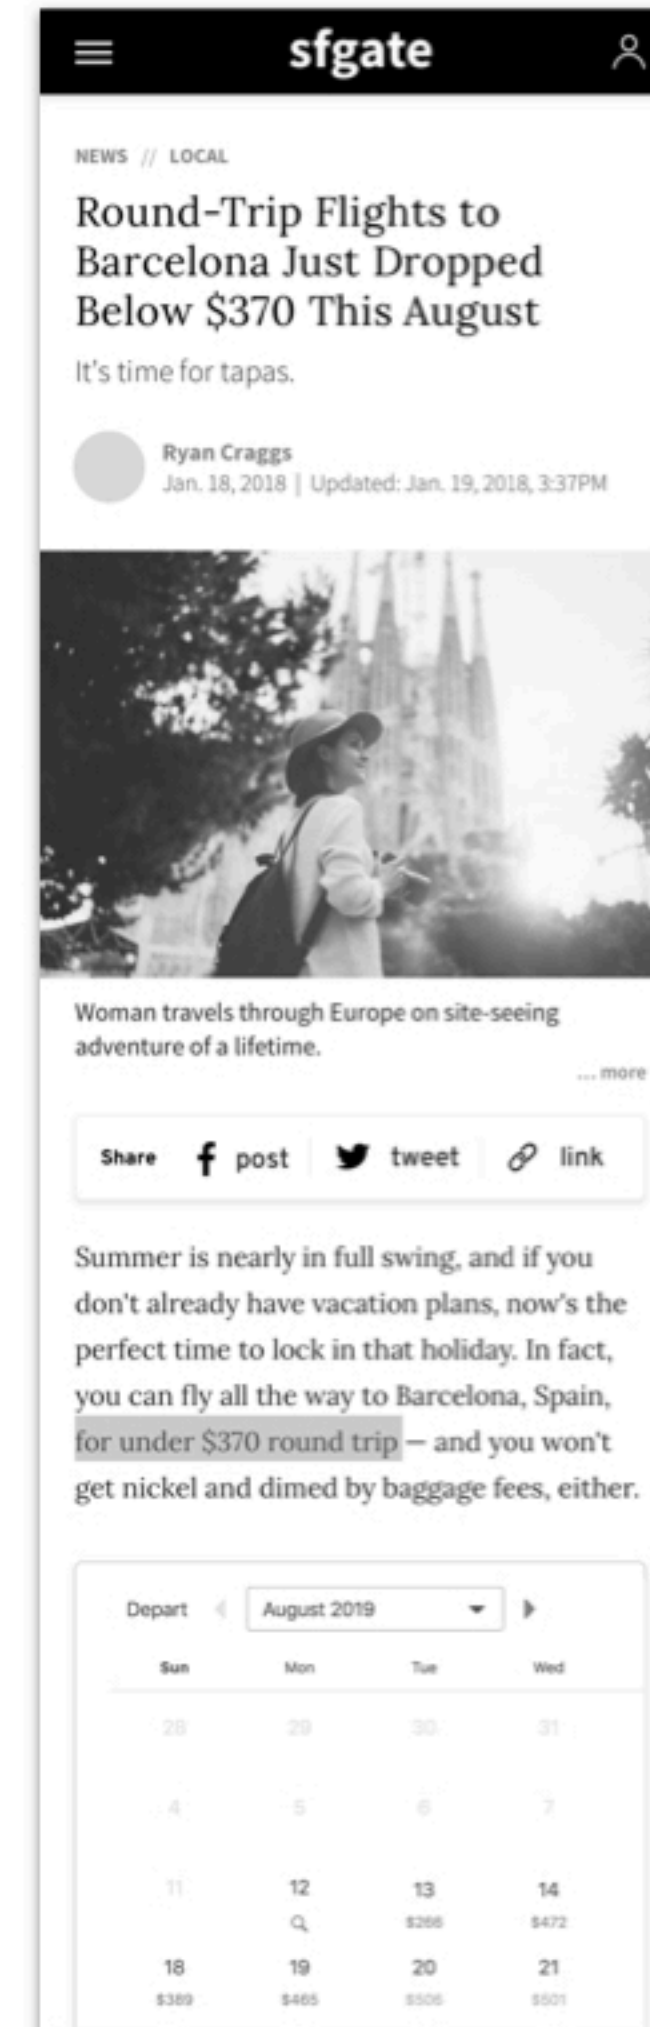 sfgate
NEWS // LOCAL
Round-Trip Flights to
Barcelona Just Dropped
Below $370 This August
It's time for tapas.
Ryan Craggs
Jan. 18, 2018 | Updated: Jan. 19, 2018, 3:37PM
Woman travels through Europe on site-seeing
adventure of a lifetime.
... more
Share post tweet link
Summer is nearly in full swing, and if you
don't already have vacation plans, now's the
perfect time to lock in that holiday. In fact,
you can fly all the way to Barcelona, Spain,
for under $370 round trip — and you won't
get nickel and dimed by baggage fees, either.
Depart August 2019
Sun Mon Tue Wed
28 29 30 31
4 5 6 7
11 12 13 14
$266 $472
18 19 20 21
$389 $465 $506 $501